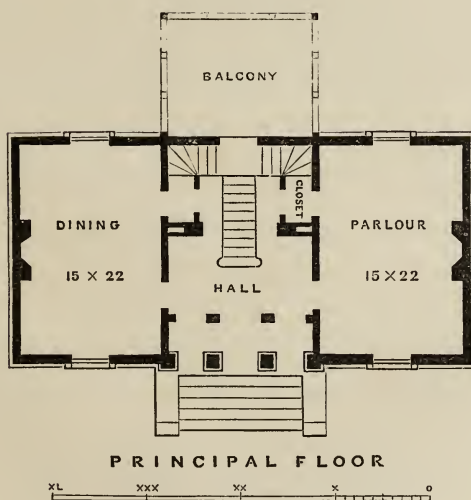 BALCONY
CLOSET
DINING
PARLOUR
15 X 22
15 X 22
HALL
PRINCIPAL FLOOR
XL XXX XX X O